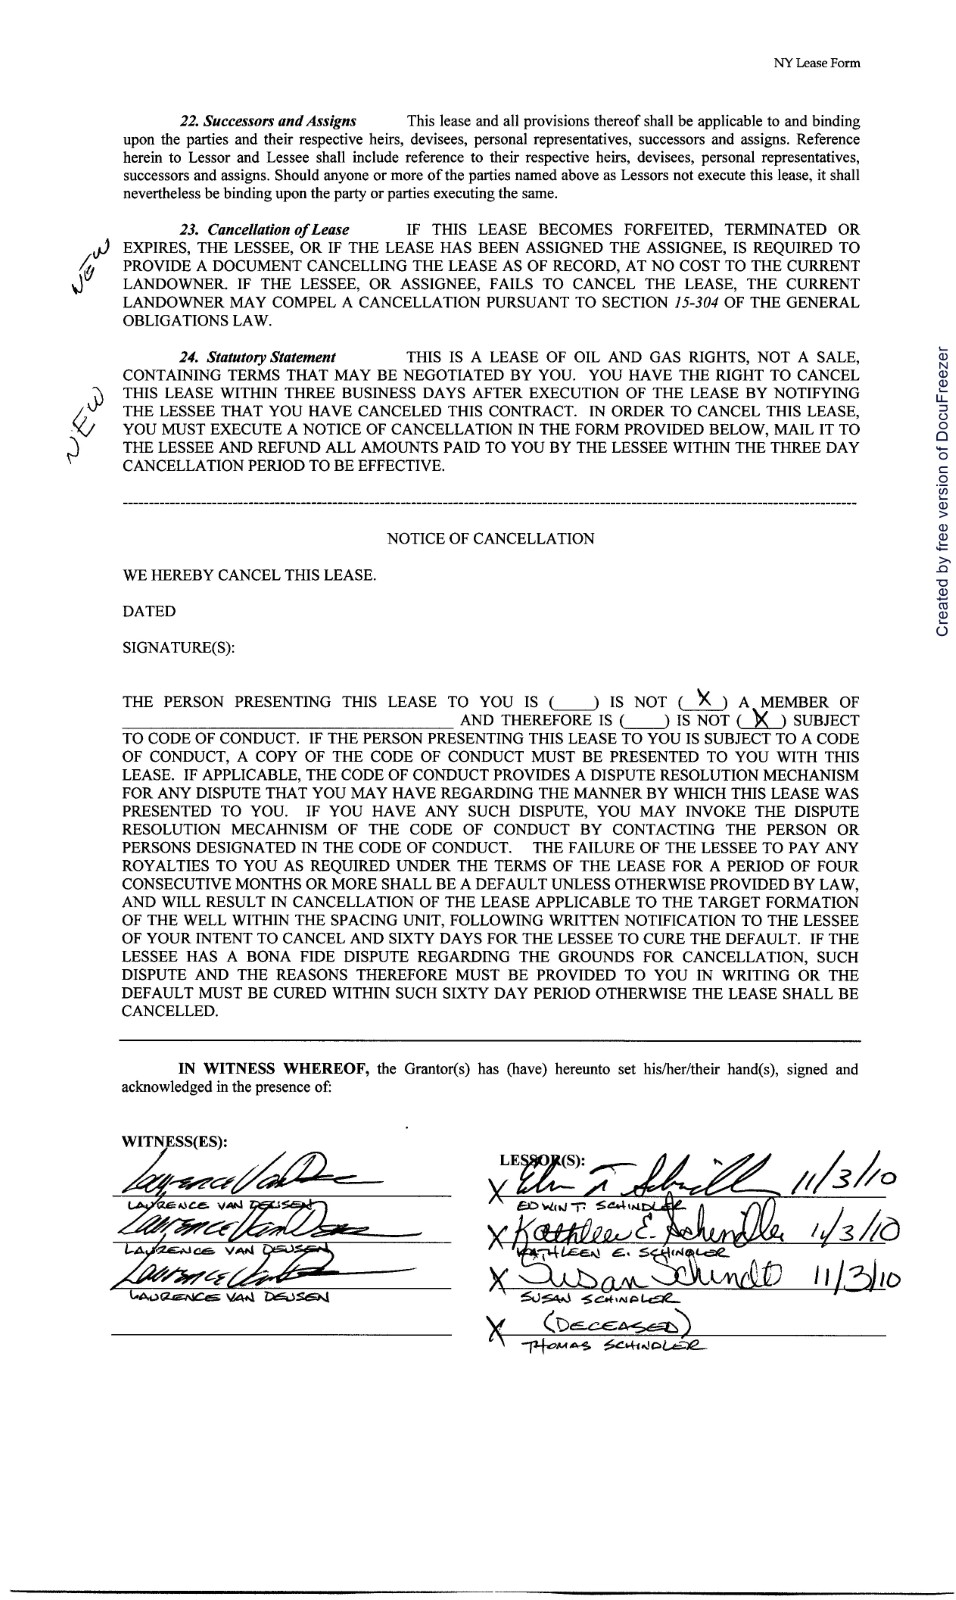 NY Lease Form
22. Successors and Assigns This lease and all provisions thereof shall be applicable to and binding
upon the parties and their respective heirs, devisees, personal representatives, successors and assigns. Reference
herein to Lessor and Lessee shall include reference to their respective heirs, devisees, personal representatives,
successors and assigns. Should anyone or more of the parties named above as Lessors not execute this lease, it shall
nevertheless be binding upon the party or parties executing the same.
NEW
23. Cancellation of Lease IF THIS LEASE BECOMES FORFEITED, TERMINATED OR
EXPIRES, THE LESSEE, OR IF THE LEASE HAS BEEN ASSIGNED THE ASSIGNEE, IS REQUIRED TO
PROVIDE A DOCUMENT CANCELLING THE LEASE AS OF RECORD, AT NO COST TO THE CURRENT
LANDOWNER. IF THE LESSEE, OR ASSIGNEE, FAILS TO CANCEL THE LEASE, THE CURRENT
LANDOWNER MAY COMPEL A CANCELLATION PURSUANT TO SECTION 15-304 OF THE GENERAL
OBLIGATIONS LAW.
NEW
24. Statutory Statement THIS IS A LEASE OF OIL AND GAS RIGHTS, NOT A SALE,
CONTAINING TERMS THAT MAY BE NEGOTIATED BY YOU. YOU HAVE THE RIGHT TO CANCEL
THIS LEASE WITHIN THREE BUSINESS DAYS AFTER EXECUTION OF THE LEASE BY NOTIFYING
THE LESSEE THAT YOU HAVE CANCELED THIS CONTRACT. IN ORDER TO CANCEL THIS LEASE,
YOU MUST EXECUTE A NOTICE OF CANCELLATION IN THE FORM PROVIDED BELOW, MAIL IT TO
THE LESSEE AND REFUND ALL AMOUNTS PAID TO YOU BY THE LESSEE WITHIN THE THREE DAY
CANCELLATION PERIOD TO BE EFFECTIVE.
NOTICE OF CANCELLATION
WE HEREBY CANCEL THIS LEASE.
DATED
SIGNATURE(S):
THE PERSON PRESENTING THIS LEASE TO YOU IS (____) IS NOT (_X_) A MEMBER OF
____________________ AND THEREFORE IS (____) IS NOT (_X_) SUBJECT
TO CODE OF CONDUCT. IF THE PERSON PRESENTING THIS LEASE TO YOU IS SUBJECT TO A CODE
OF CONDUCT, A COPY OF THE CODE OF CONDUCT MUST BE PRESENTED TO YOU WITH THIS
LEASE. IF APPLICABLE, THE CODE OF CONDUCT PROVIDES A DISPUTE RESOLUTION MECHANISM
FOR ANY DISPUTE THAT YOU MAY HAVE REGARDING THE MANNER BY WHICH THIS LEASE WAS
PRESENTED TO YOU. IF YOU HAVE ANY SUCH DISPUTE, YOU MAY INVOKE THE DISPUTE
RESOLUTION MECAHNISM OF THE CODE OF CONDUCT BY CONTACTING THE PERSON OR
PERSONS DESIGNATED IN THE CODE OF CONDUCT. THE FAILURE OF THE LESSEE TO PAY ANY
ROYALTIES TO YOU AS REQUIRED UNDER THE TERMS OF THE LEASE FOR A PERIOD OF FOUR
CONSECUTIVE MONTHS OR MORE SHALL BE A DEFAULT UNLESS OTHERWISE PROVIDED BY LAW,
AND WILL RESULT IN CANCELLATION OF THE LEASE APPLICABLE TO THE TARGET FORMATION
OF THE WELL WITHIN THE SPACING UNIT, FOLLOWING WRITTEN NOTIFICATION TO THE LESSEE
OF YOUR INTENT TO CANCEL AND SIXTY DAYS FOR THE LESSEE TO CURE THE DEFAULT. IF THE
LESSEE HAS A BONA FIDE DISPUTE REGARDING THE GROUNDS FOR CANCELLATION, SUCH
DISPUTE AND THE REASONS THEREFORE MUST BE PROVIDED TO YOU IN WRITING OR THE
DEFAULT MUST BE CURED WITHIN SUCH SIXTY DAY PERIOD OTHERWISE THE LEASE SHALL BE
CANCELLED.
IN WITNESS WHEREOF, the Grantor(s) has (have) hereunto set his/her/their hand(s), signed and
acknowledged in the presence of:
WITNESS(ES):
Laurence Van Deusen
LAURENCE VAN DEUSEN
Laurence Van Deusen
LAURENCE VAN DEUSEN
Laurence Van Deusen
LAURENCE VAN DEUSEN
LESSOR(S):
X Edwin T. Schindler 11/3/10
EDWIN T. SCHINDLER
X Kathleen E. Schindler 11/3/10
KATHLEEN E. SCHINDLER
X Susan Schindler 11/3/10
SUSAN SCHINDLER
X (DECEASED)
THOMAS SCHINDLER
Created by free version of DocuFreezer